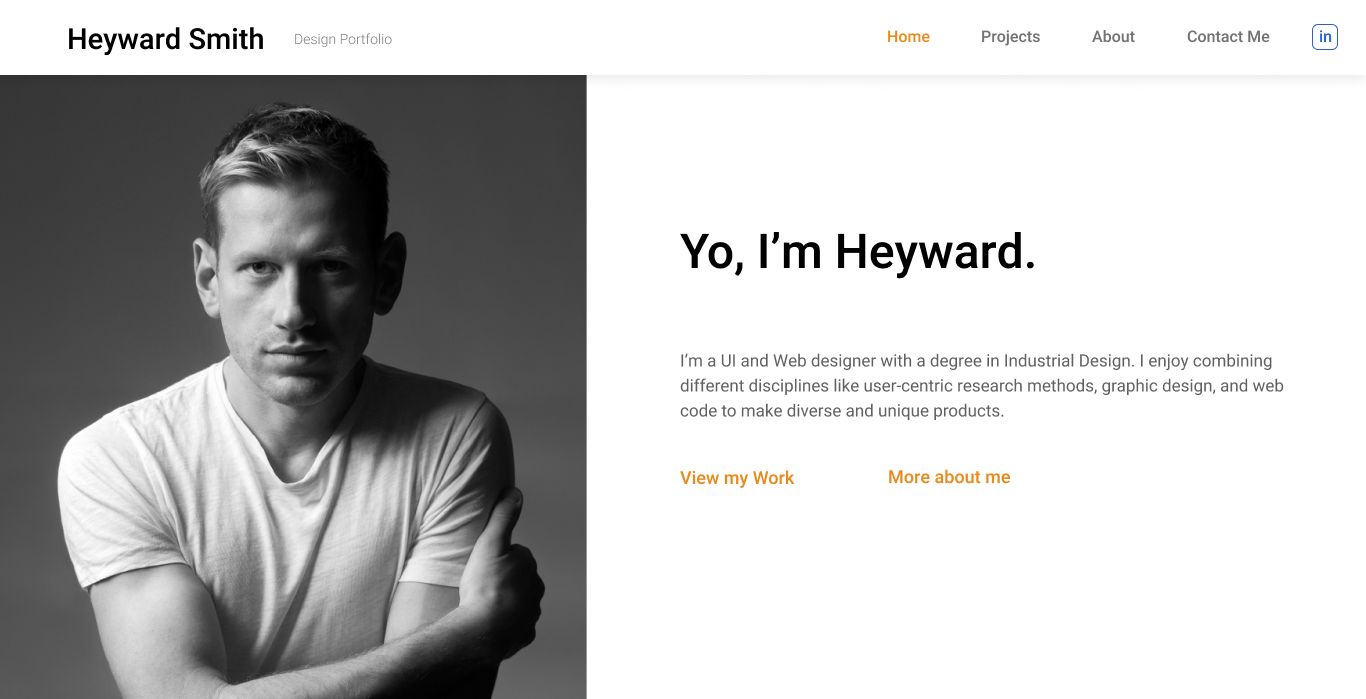 Heyward Smith
Design Portfolio
Home
Projects
About
Contact Me
in
Yo, I’m Heyward.
I’m a UI and Web designer with a degree in Industrial Design. I enjoy combining
different disciplines like user-centric research methods, graphic design, and web
code to make diverse and unique products.
View my Work
More about me